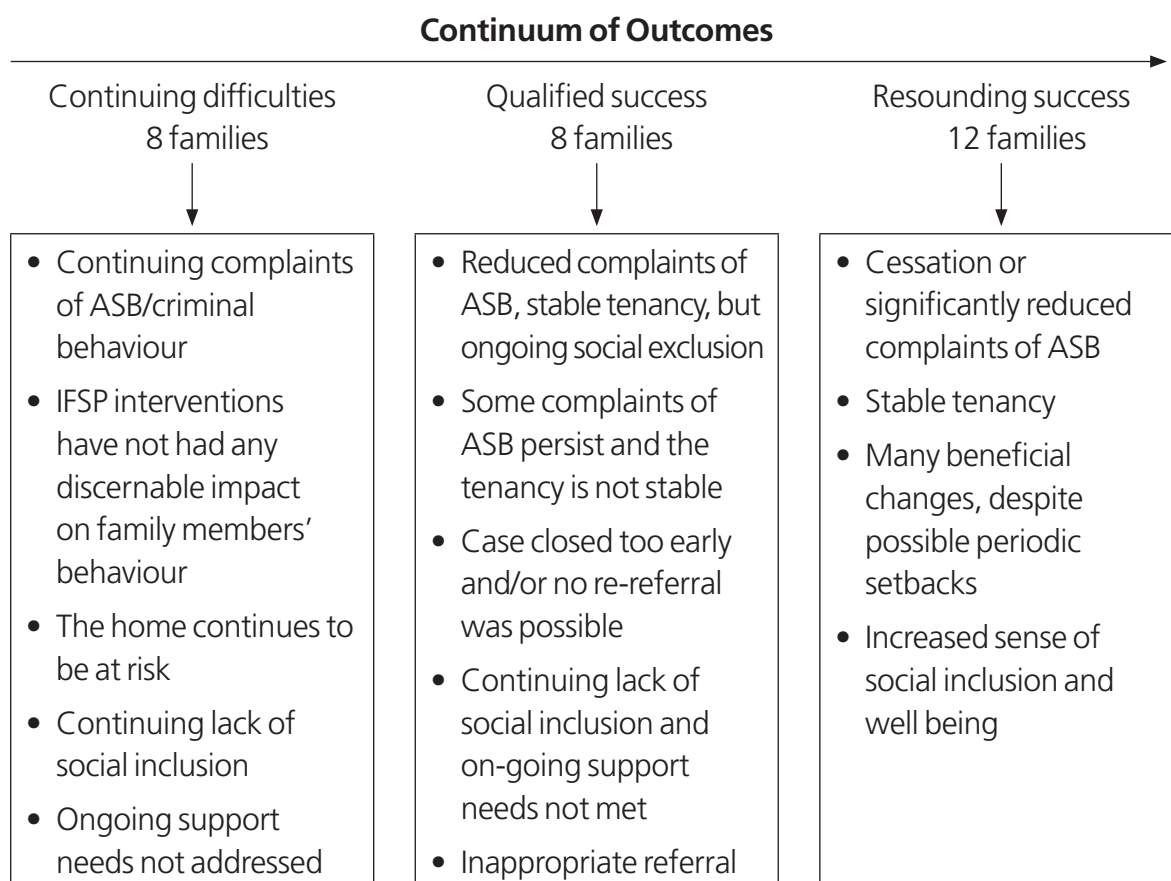 Continuum of Outcomes
Continuing difficulties
8 families
Qualified success
8 families
Resounding success
12 families
• Continuing complaints
of ASB/criminal
behaviour
• IFSP interventions
have not had any
discernable impact
on family members’
behaviour
• The home continues to
be at risk
• Continuing lack of
social inclusion
• Ongoing support
needs not addressed
• Reduced complaints of
ASB, stable tenancy, but
ongoing social exclusion
• Some complaints of
ASB persist and the
tenancy is not stable
• Case closed too early
and/or no re-referral
was possible
• Continuing lack of
social inclusion and
on-going support
needs not met
• Inappropriate referral
• Cessation or
significantly reduced
complaints of ASB
• Stable tenancy
• Many beneficial
changes, despite
possible periodic
setbacks
• Increased sense of
social inclusion and
well being